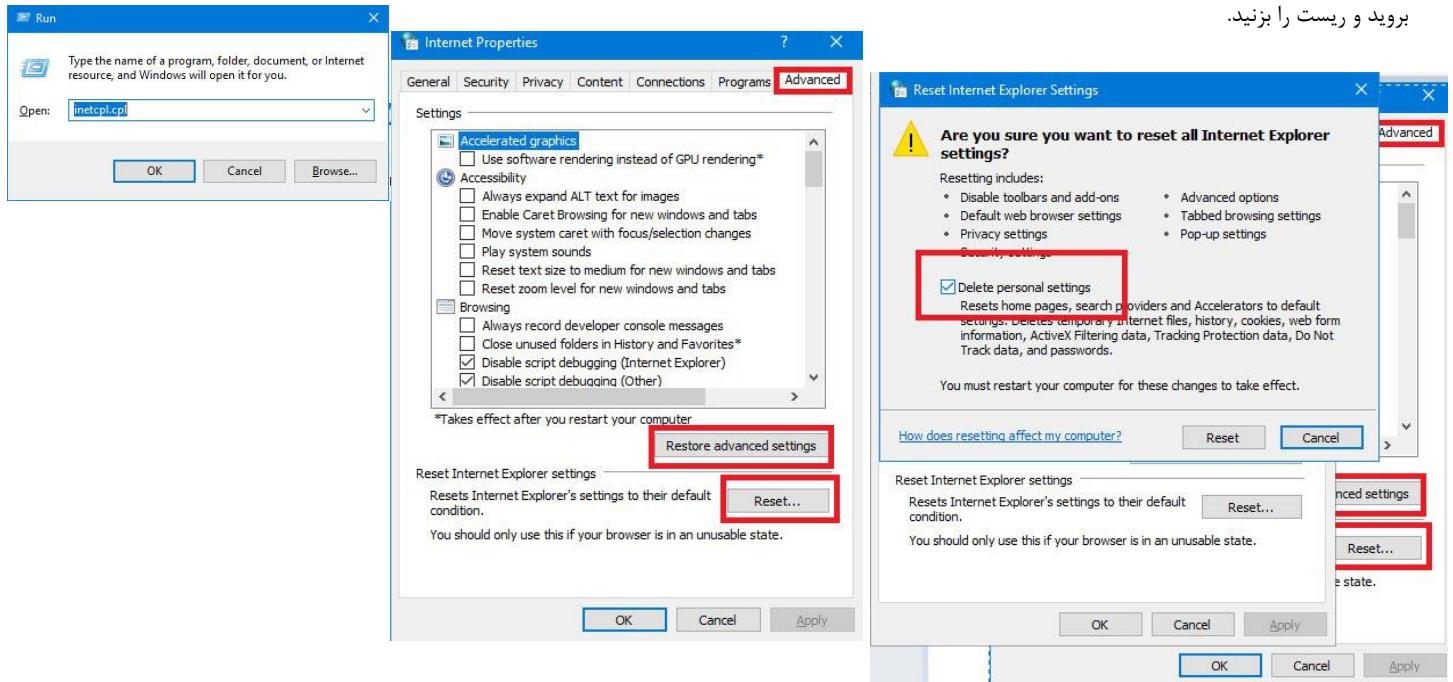 بروید و ریست را بزنید.
Run
Type the name of a program, folder, document, or Internet
resource, and Windows will open it for you.
Open:
inetcpl.cpl
OK
Cancel
Browse...
Internet Properties
?
General
Security
Privacy
Content
Connections
Programs
Advanced
Settings
Accelerated graphics
Use software rendering instead of GPU rendering*
Accessibility
Always expand ALT text for images
Enable Caret Browsing for new windows and tabs
Move system caret with focus/selection changes
Play system sounds
Reset text size to medium for new windows and tabs
Reset zoom level for new windows and tabs
Browsing
Always record developer console messages
Close unused folders in History and Favorites*
Disable script debugging (Internet Explorer)
Disable script debugging (Other)
*Takes effect after you restart your computer
Restore advanced settings
Reset Internet Explorer settings
Resets Internet Explorer's settings to their default
condition.
Reset...
You should only use this if your browser is in an unusable state.
OK
Cancel
Apply
Reset Internet Explorer Settings
Are you sure you want to reset all Internet Explorer
settings?
Resetting includes:
• Disable toolbars and add-ons
• Default web browser settings
• Privacy settings
Security settings
• Advanced options
• Tabbed browsing settings
• Pop-up settings
Delete personal settings
Resets home pages, search providers and Accelerators to default
settings. Deletes temporary Internet files, history, cookies, web form
information, ActiveX Filtering data, Tracking Protection data, Do Not
Track data, and passwords.
You must restart your computer for these changes to take effect.
How does resetting affect my computer?
Reset
Cancel
Reset Internet Explorer settings
Resets Internet Explorer's settings to their default
condition.
Reset...
You should only use this if your browser is in an unusable state.
OK
Cancel
Apply
Advanced
nced settings
Reset...
e state.
OK
Cancel
Apply